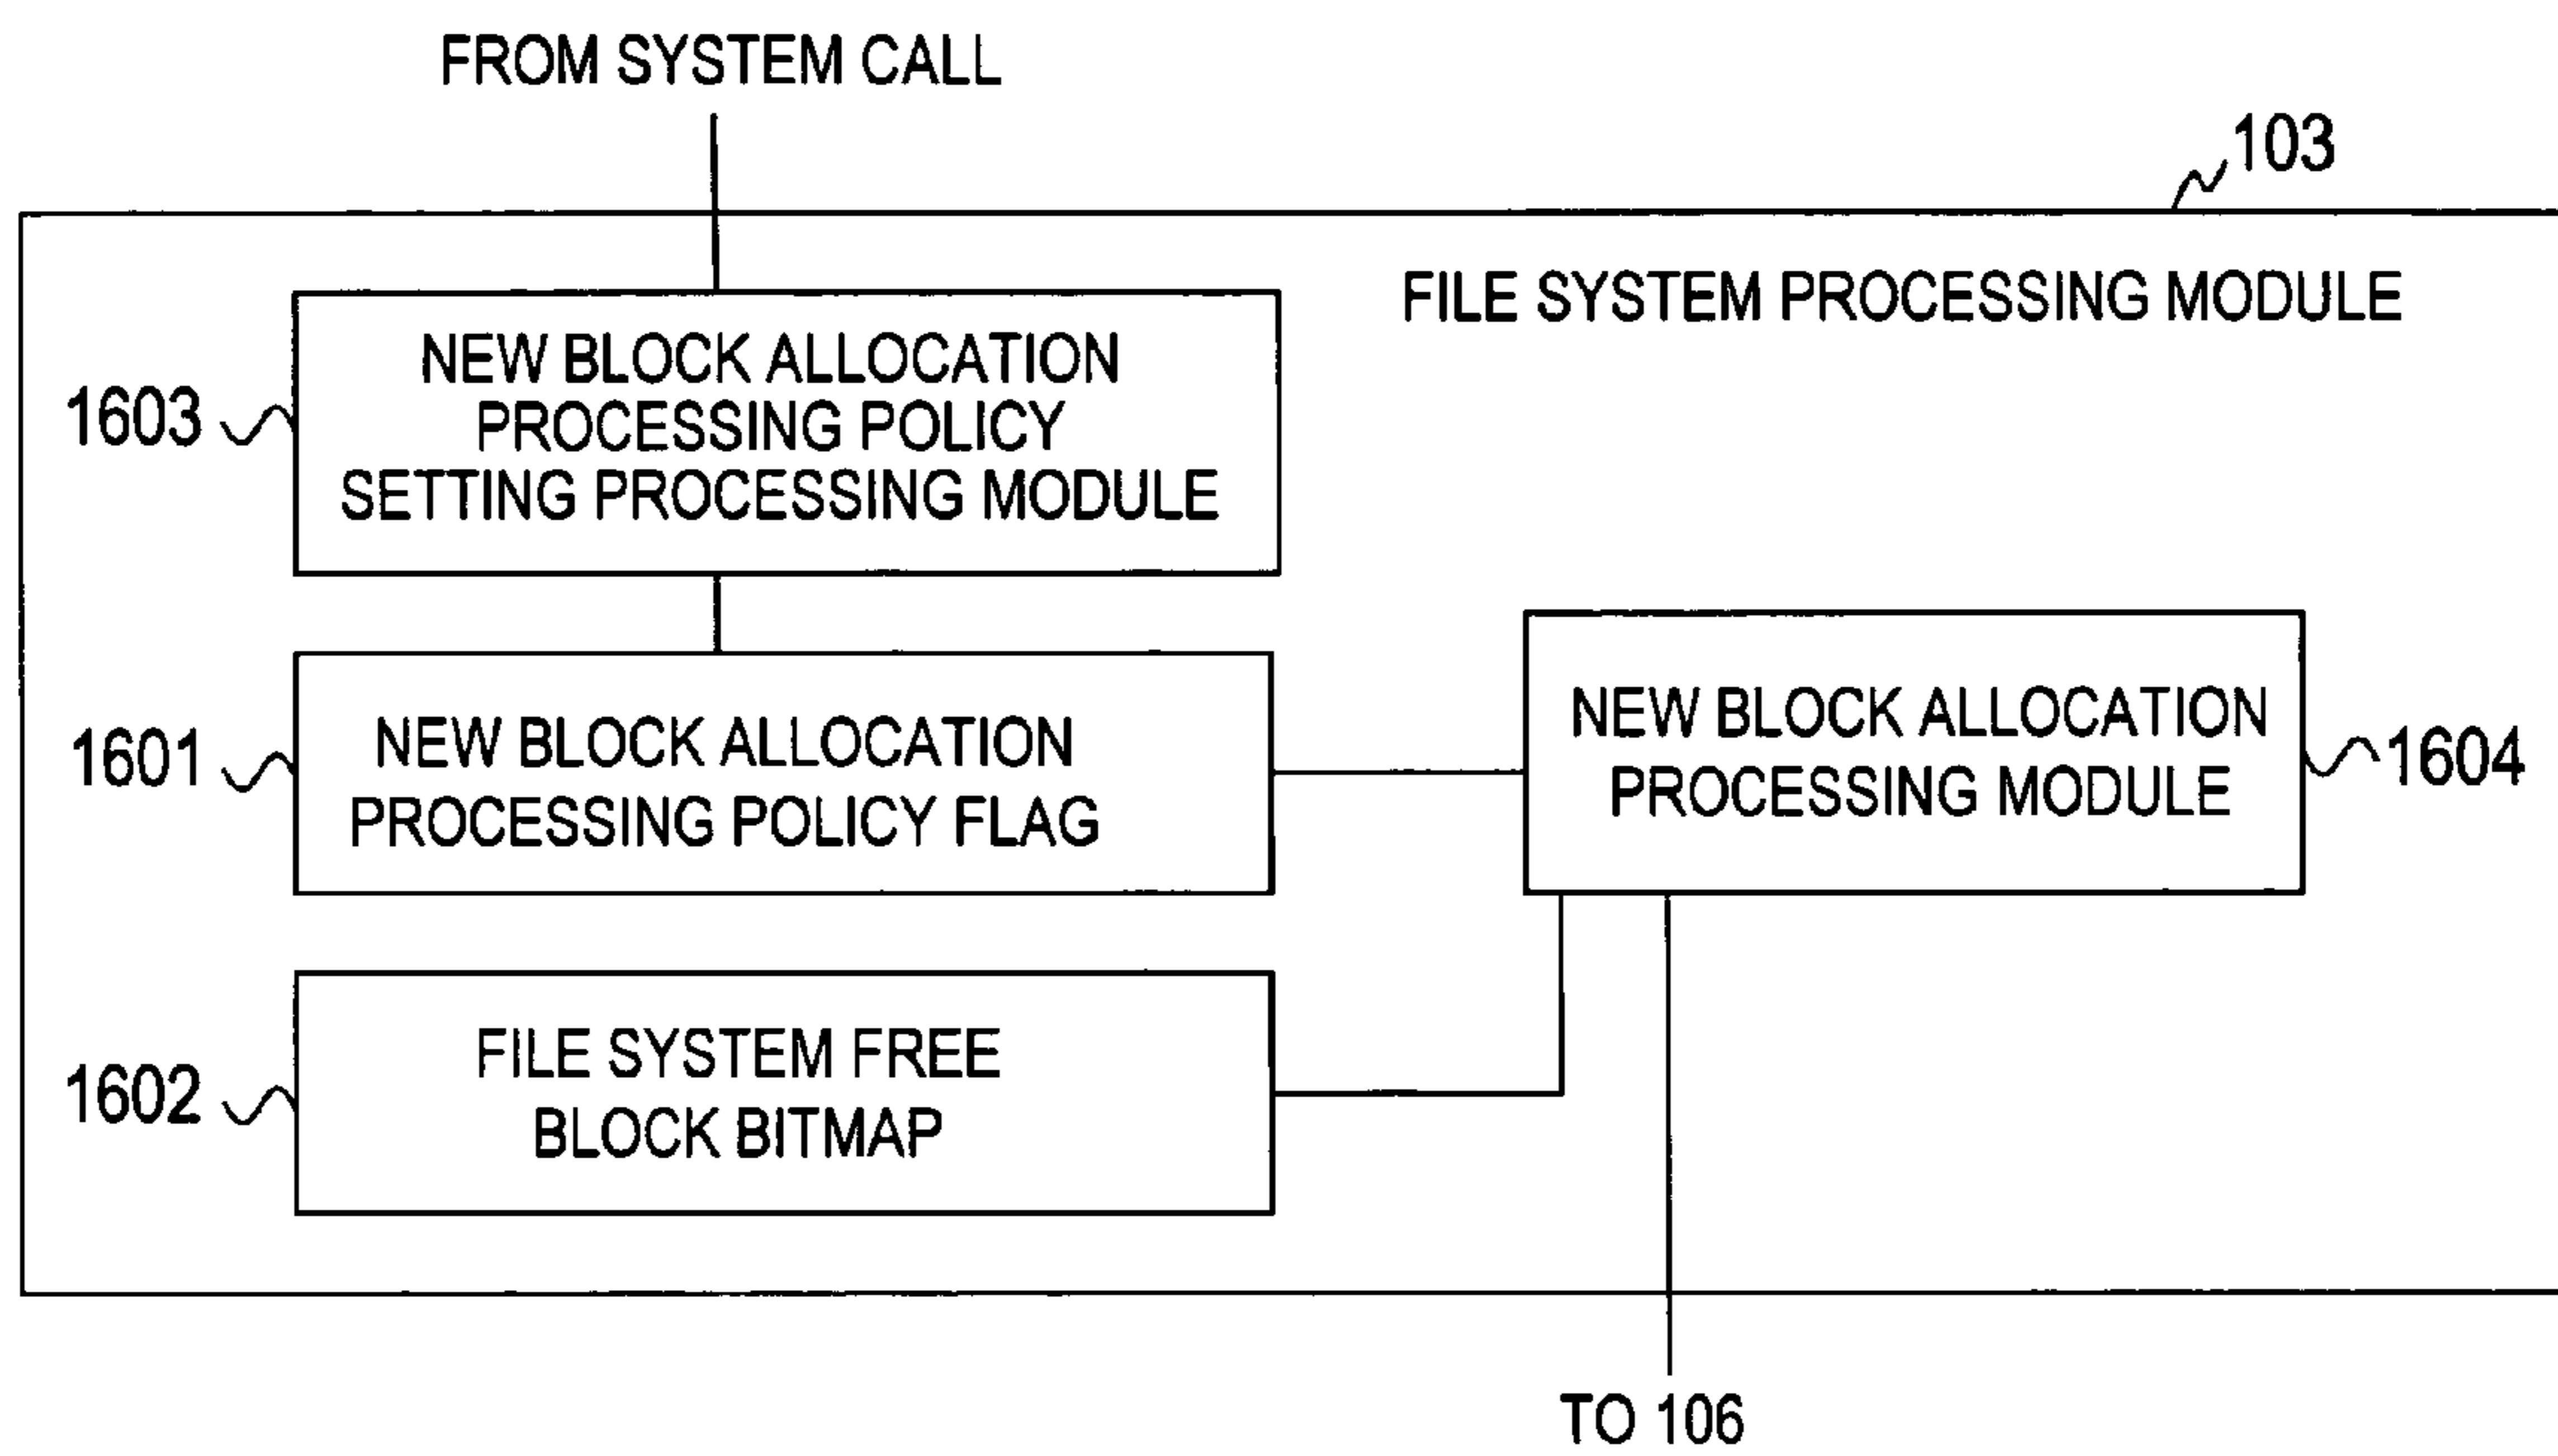 FROM SYSTEM CALL
103
FILE SYSTEM PROCESSING MODULE
NEW BLOCK ALLOCATION
PROCESSING POLICY
SETTING PROCESSING MODULE
1603
NEW BLOCK ALLOCATION
PROCESSING POLICY FLAG
1601
NEW BLOCK ALLOCATION
PROCESSING MODULE
1604
FILE SYSTEM FREE
BLOCK BITMAP
1602
TO 106